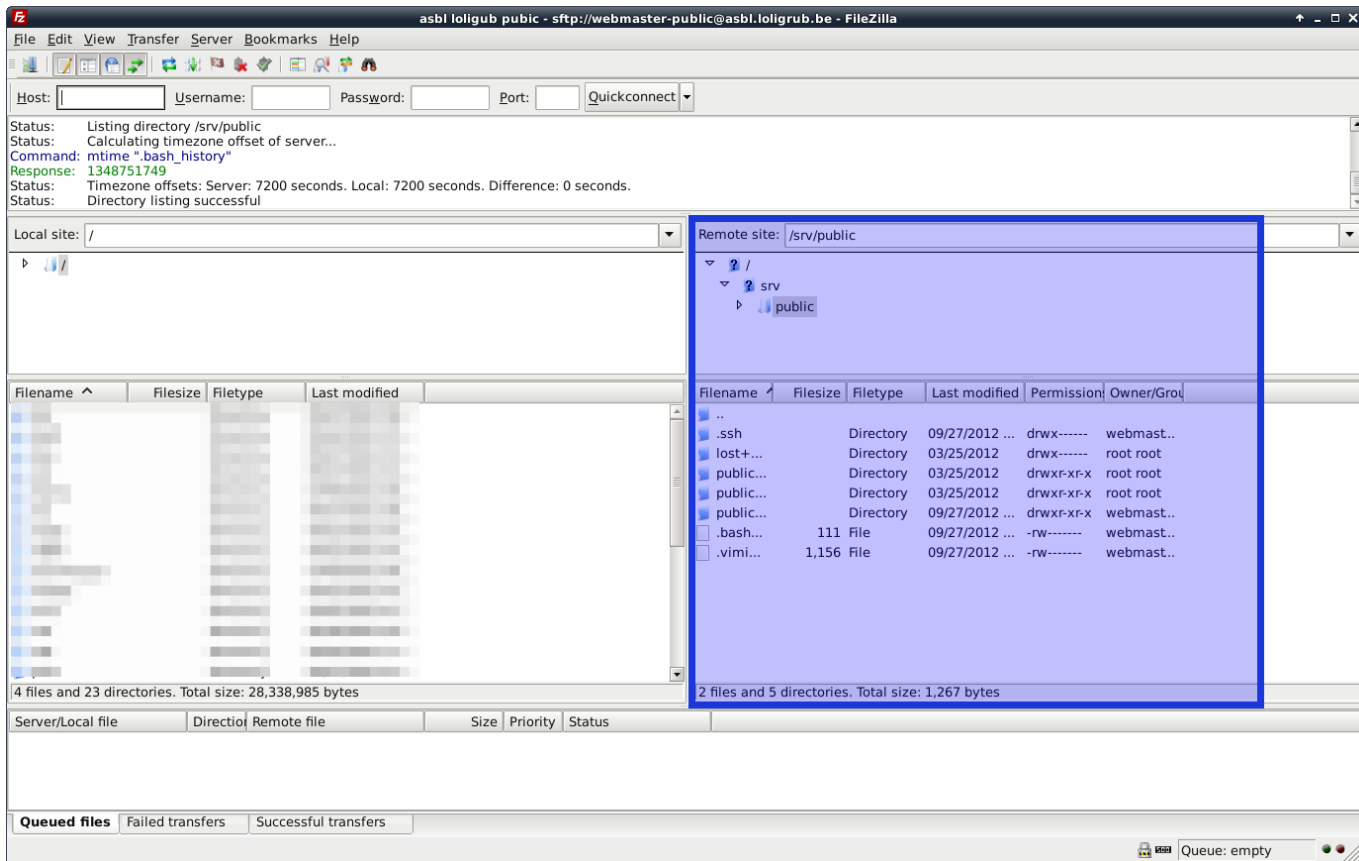 asbl loligub pubic - sftp://webmaster-public@asbl.loligrub.be - FileZilla
File Edit View Transfer Server Bookmarks Help
Host: Username: Password: Port: Quickconnect
Status: Listing directory /srv/public
Status: Calculating timezone offset of server...
Command: mtime ".bash_history"
Response: 1348751749
Status: Timezone offsets: Server: 7200 seconds. Local: 7200 seconds. Difference: 0 seconds.
Status: Directory listing successful
Local site: /
/
Filename Filesize Filetype Last modified
4 files and 23 directories. Total size: 28,338,985 bytes
Remote site: /srv/public
/
srv
public
Filename Filesize Filetype Last modified Permission Owner/Grou
..
.ssh Directory 09/27/2012 ... drwx------ webmast..
lost+... Directory 03/25/2012 drwx------ root root
public... Directory 03/25/2012 drwxr-xr-x root root
public... Directory 03/25/2012 drwxr-xr-x root root
public... Directory 09/27/2012 ... drwxr-xr-x webmast..
.bash... 111 File 09/27/2012 ... -rw------- webmast..
.vimi... 1,156 File 09/27/2012 ... -rw------- webmast..
2 files and 5 directories. Total size: 1,267 bytes
Server/Local file Direction Remote file Size Priority Status
Queued files Failed transfers Successful transfers
Queue: empty